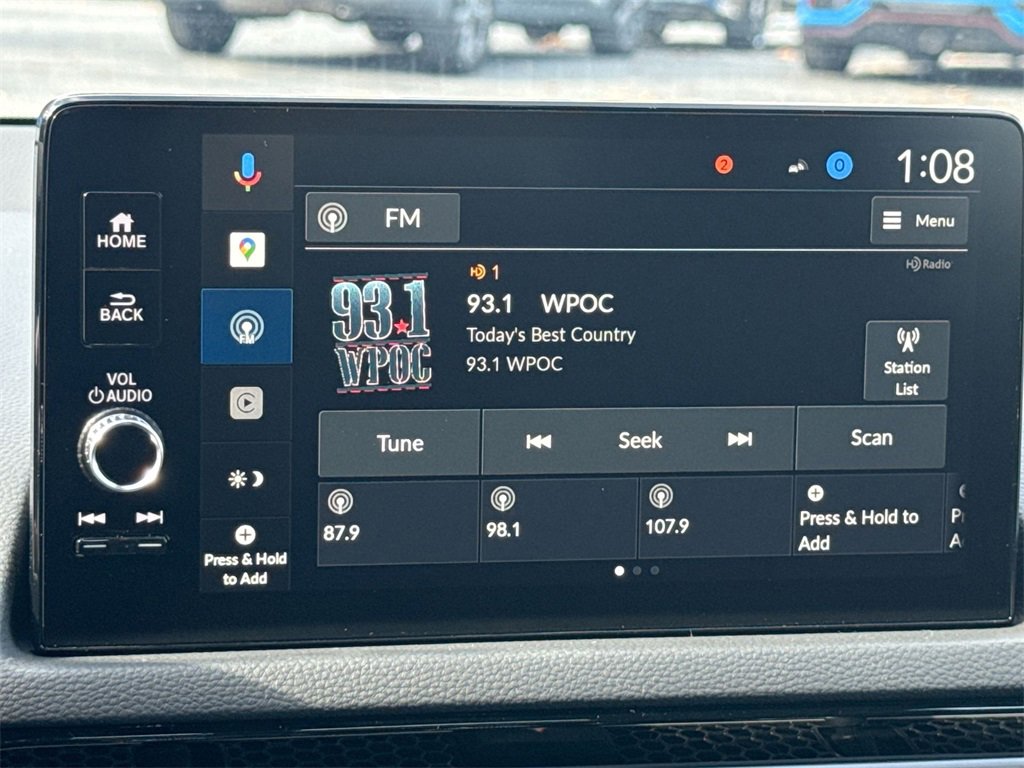 2
0
1:08
HOME
BACK
VOL
AUDIO
FM
Menu
HD Radio
HD 1
93.1 WPOC
93.1 WPOC
Today's Best Country
93.1 WPOC
Station
List
FM
Tune
Seek
Scan
87.9
98.1
107.9
Press & Hold to
Add
Press & Hold
to Add